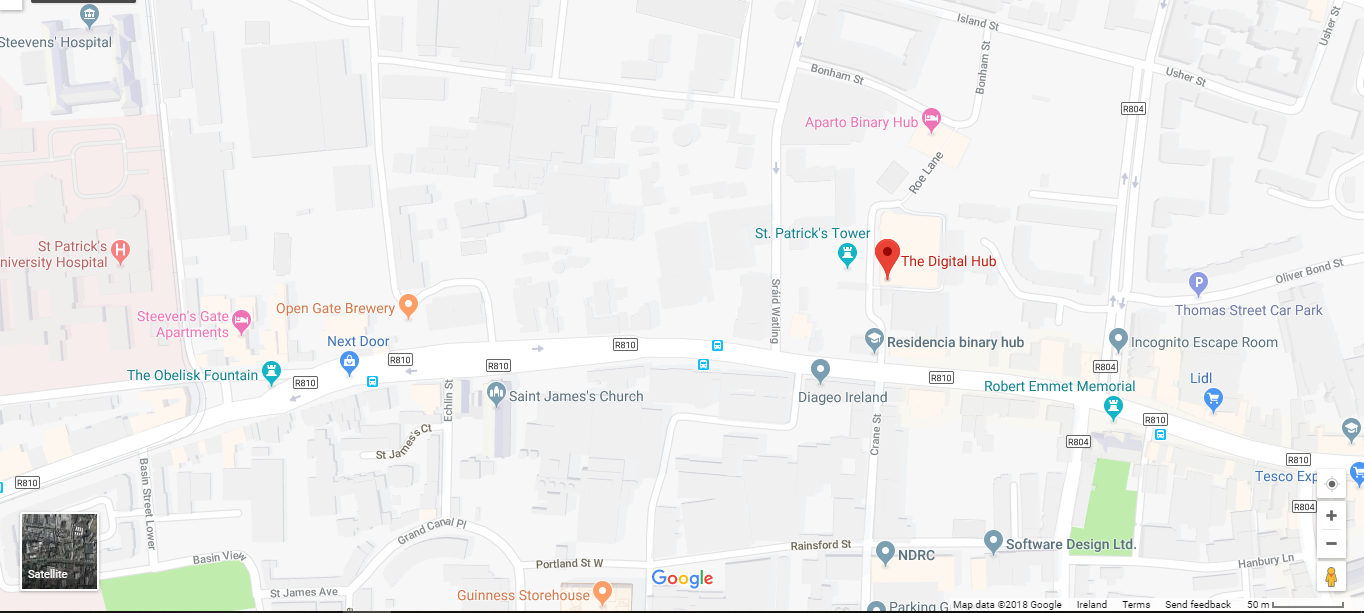 Steevens' Hospital
Island St
Usher St
Bonham St
Bonham St
Usher St
R804
Aparto Binary Hub
Roe Lane
St. Patrick's Tower
St Patrick's
niversity Hospital
The Digital Hub
Oliver Bond St
P
Thomas Street Car Park
Open Gate Brewery
Sráid Watling
Steeven's Gate
Apartments
Next Door
R810
R810
Residencia binary hub
Incognito Escape Room
R810
R804
The Obelisk Fountain
R810
R810
Robert Emmet Memorial
Lidl
Echlin St
Saint James's Church
Diageo Ireland
R810
Crane St
St James's Ct
R804
R810
R810
Basin Street Lower
Tesco Exp
R804
Grand Canal Pl
Rainsford St
NDRC
Software Design Ltd.
Basin View
Portland St W
Hanbury Ln
Satellite
Google
St James Ave
Guinness Storehouse
Parking G
Map data ©2018 Google
Ireland
Terms
Send feedback
50 m